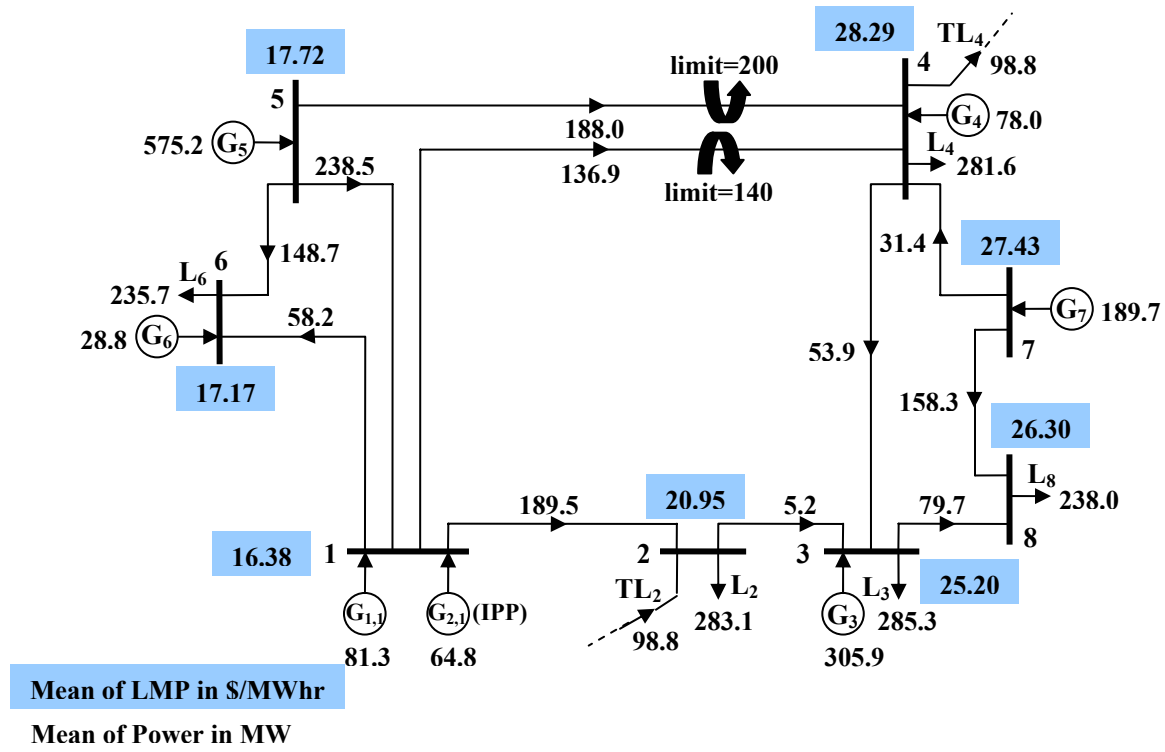 28.29
TL4
4
98.8
17.72
limit=200
5
G4
78.0
188.0
575.2
G5
L4
281.6
238.5
136.9
limit=140
31.4
27.43
6
148.7
L6
235.7
G7
189.7
58.2
28.8
G6
7
53.9
17.17
158.3
26.30
L8
238.0
189.5
20.95
5.2
79.7
8
16.38
1
2
3
TL2
L2
L3
25.20
G1,1
G2,1
(IPP)
98.8
283.1
G3
285.3
81.3
64.8
305.9
Mean of LMP in $/MWhr
Mean of Power in MW